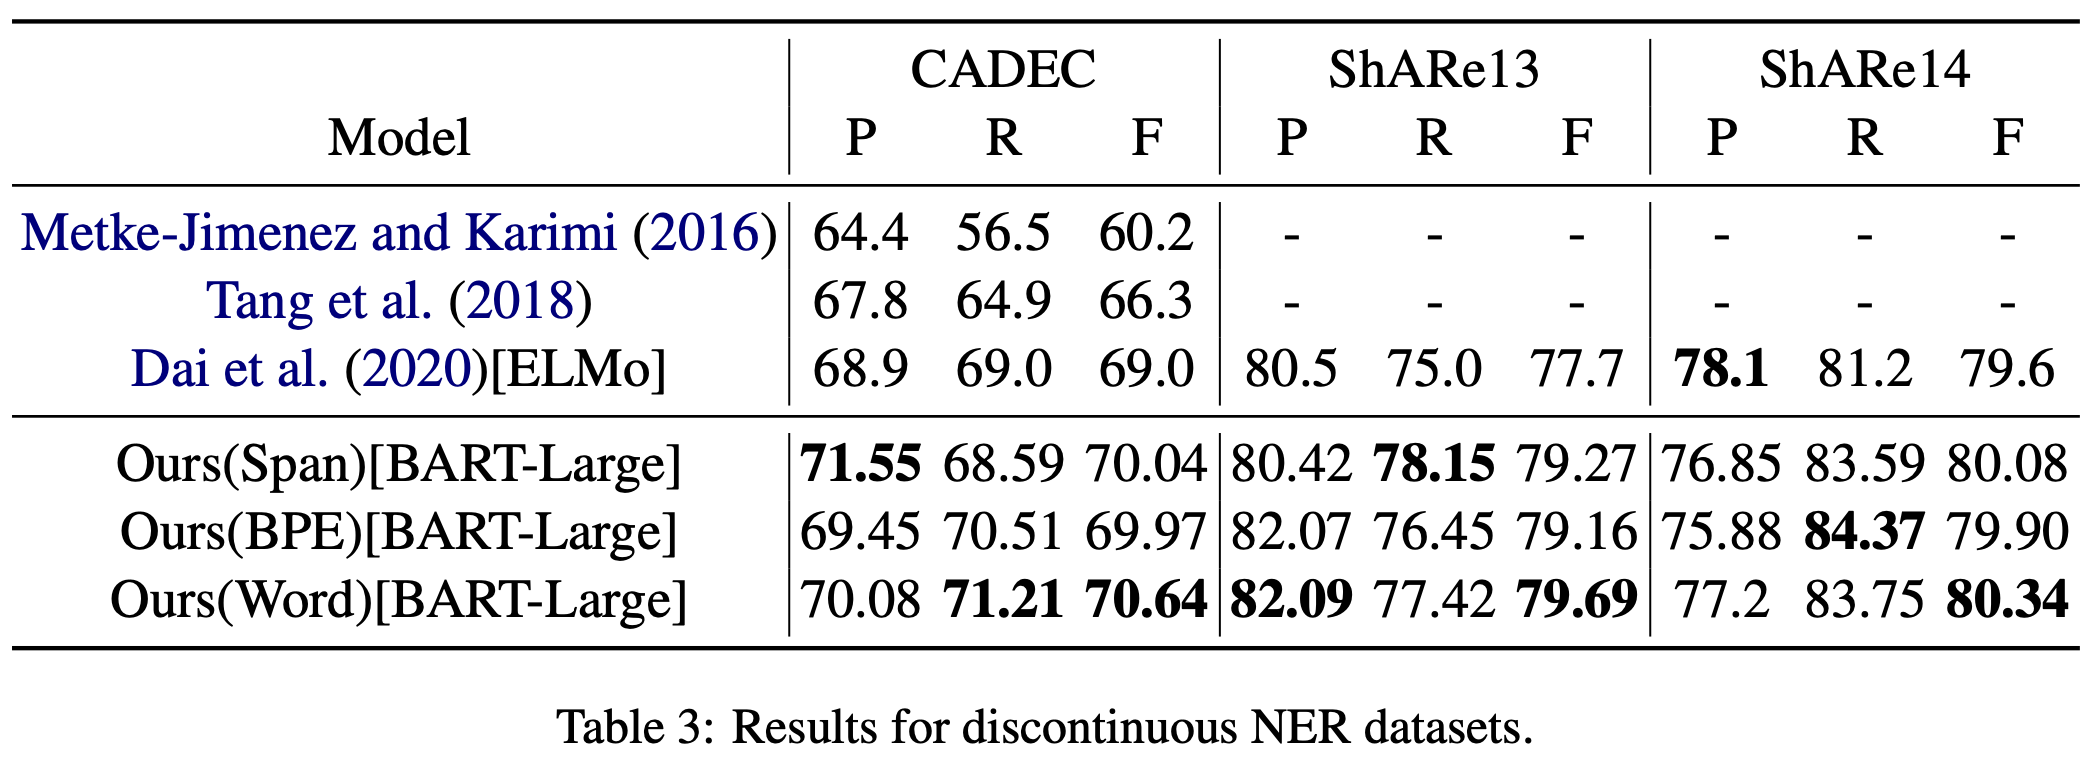 CADEC ShARe13 ShARe14
Model P R F P R F P R F
Metke-Jimenez and Karimi (2016) 64.4 56.5 60.2 - - - - - -
Tang et al. (2018) 67.8 64.9 66.3 - - - - - -
Dai et al. (2020)[ELMo] 68.9 69.0 69.0 80.5 75.0 77.7 78.1 81.2 79.6
Ours(Span)[BART-Large] 71.55 68.59 70.04 80.42 78.15 79.27 76.85 83.59 80.08
Ours(BPE)[BART-Large] 69.45 70.51 69.97 82.07 76.45 79.16 75.88 84.37 79.90
Ours(Word)[BART-Large] 70.08 71.21 70.64 82.09 77.42 79.69 77.2 83.75 80.34
Table 3: Results for discontinuous NER datasets.